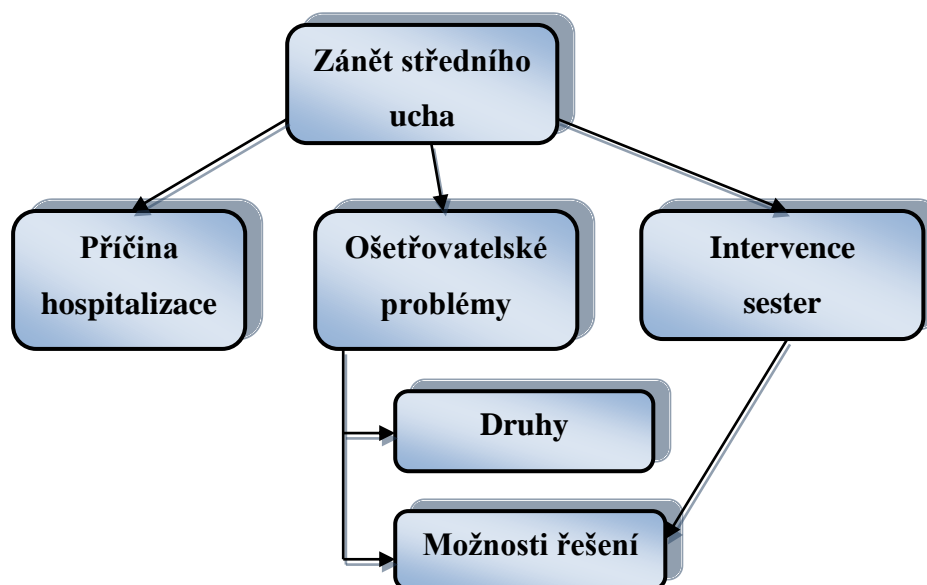 Zánět středního
ucha
Příčina
hospitalizace
Ošetřovatelské
problémy
Intervence
sester
Druhy
Možnosti řešení